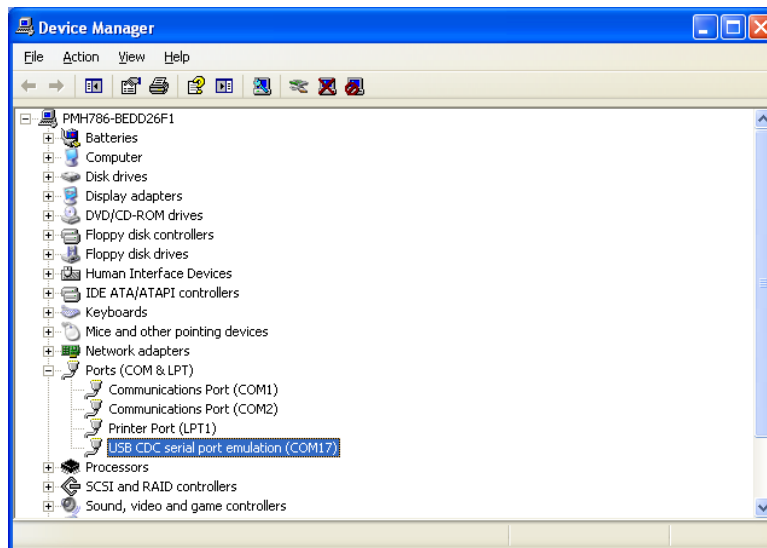 Device Manager
File Action View Help
PMH786-BEDD26F1
Batteries
Computer
Disk drives
Display adapters
DVD/CD-ROM drives
Floppy disk controllers
Floppy disk drives
Human Interface Devices
IDE ATA/ATAPI controllers
Keyboards
Mice and other pointing devices
Network adapters
Ports (COM & LPT)
Communications Port (COM1)
Communications Port (COM2)
Printer Port (LPT1)
USB CDC serial port emulation (COM17)
Processors
SCSI and RAID controllers
Sound, video and game controllers